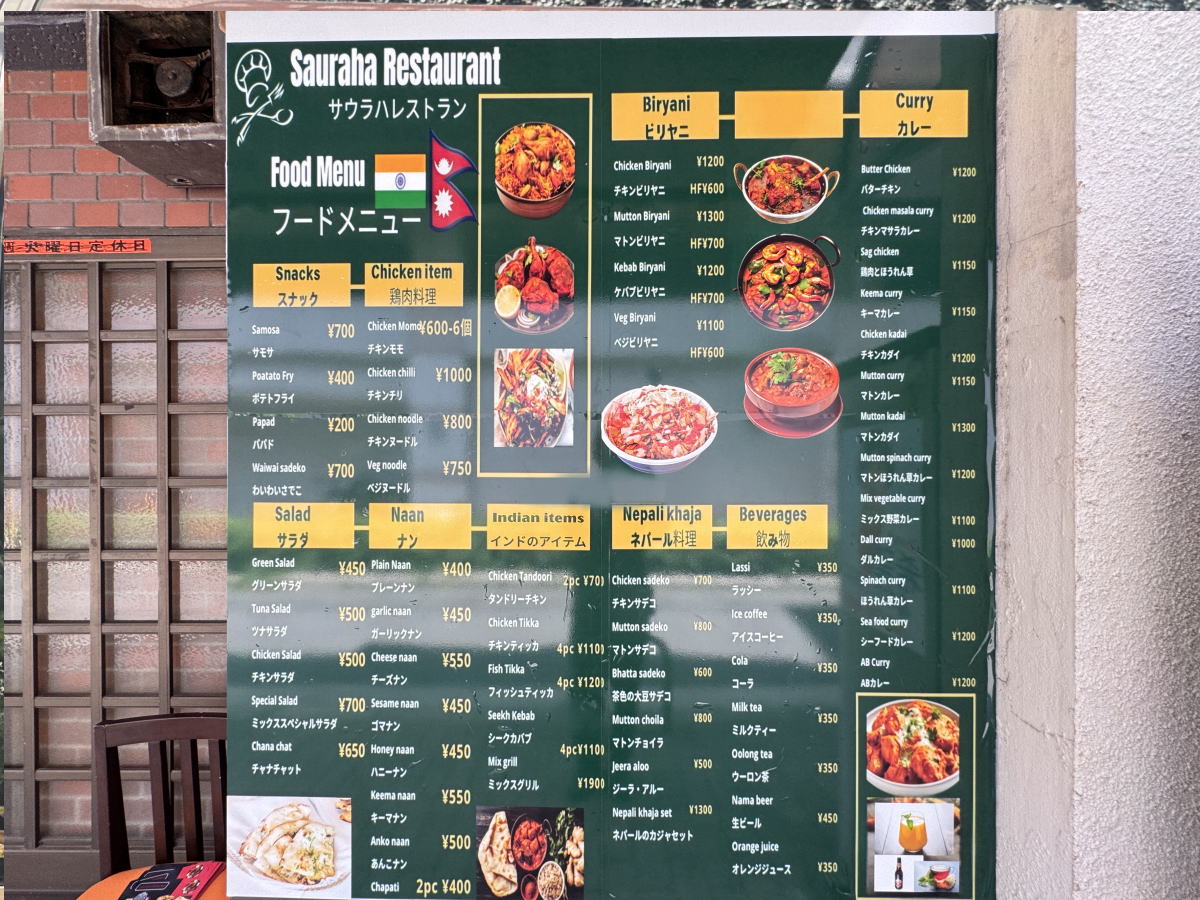 Sauraha Restaurant
サウラハレストラン
Food Menu
フードメニュー
火曜日定休日
Snacks
スナック
Samosa ¥700
サモサ
Poatato Fry ¥400
ポテトフライ
Papad ¥200
パパド
Waiwai sadeko ¥700
わいわいさでこ
Chicken item
鶏肉料理
Chicken Momo ¥600-6個
チキンモモ
Chicken chilli ¥1000
チキンチリ
Chicken noodle ¥800
チキンヌードル
Veg noodle ¥750
ベジヌードル
Biryani
ビリヤニ
Chicken Biryani ¥1200
チキンビリヤニ HF¥600
Mutton Biryani ¥1300
マトンビリヤニ HF¥700
Kebab Biryani ¥1200
ケバブビリヤニ HF¥700
Veg Biryani ¥1100
ベジビリヤニ HF¥600
Curry
カレー
Butter Chicken ¥1200
バターチキン
Chicken masala curry ¥1200
チキンマサラカレー
Sag chicken ¥1150
鶏肉とほうれん草
Keema curry ¥1150
キーマカレー
Chicken kadai
チキンカダイ ¥1200
Mutton curry ¥1150
マトンカレー
Mutton kadai ¥1300
マトンカダイ
Mutton spinach curry
マトンほうれん草カレー ¥1200
Mix vegetable curry
ミックス野菜カレー ¥1100
Dall curry ¥1000
ダルカレー
Spinach curry ¥1100
ほうれん草カレー
Sea food curry
シーフードカレー ¥1200
AB Curry
ABカレー ¥1200
Salad
サラダ
Green Salad ¥450
グリーンサラダ
Tuna Salad ¥500
ツナサラダ
Chicken Salad ¥500
チキンサラダ
Special Salad ¥700
ミックススペシャルサラダ
Chana chat ¥650
チャナチャット
Naan
ナン
Plain Naan ¥400
プレーンナン
garlic naan ¥450
ガーリックナン
Cheese naan ¥550
チーズナン
Sesame naan ¥450
ゴマナン
Honey naan ¥450
ハニーナン
Keema naan ¥550
キーマナン
Anko naan ¥500
あんこナン
Chapati 2pc ¥400
Indian items
インドのアイテム
Chicken Tandoori 2pc ¥70
タンドリーチキン
Chicken Tikka
チキンティッカ 4pc ¥110
Fish Tikka 4pc ¥120
フィッシュティッカ
Seekh Kebab
シークカバブ 4pc¥1100
Mix grill
ミックスグリル ¥1900
Nepali khaja
ネパール料理
Chicken sadeko ¥700
チキンサデコ
Mutton sadeko ¥800
マトンサデコ
Bhatta sadeko ¥600
茶色の大豆サデコ
Mutton choila ¥800
マトンチョイラ
Jeera aloo ¥500
ジーラ・アルー
Nepali khaja set ¥1300
ネパールのカジャセット
Beverages
飲み物
Lassi ¥350
ラッシー
Ice coffee ¥350
アイスコーヒー
Cola ¥350
コーラ
Milk tea ¥350
ミルクティー
Oolong tea ¥350
ウーロン茶
Nama beer ¥450
生ビール
Orange juice
オレンジジュース ¥350